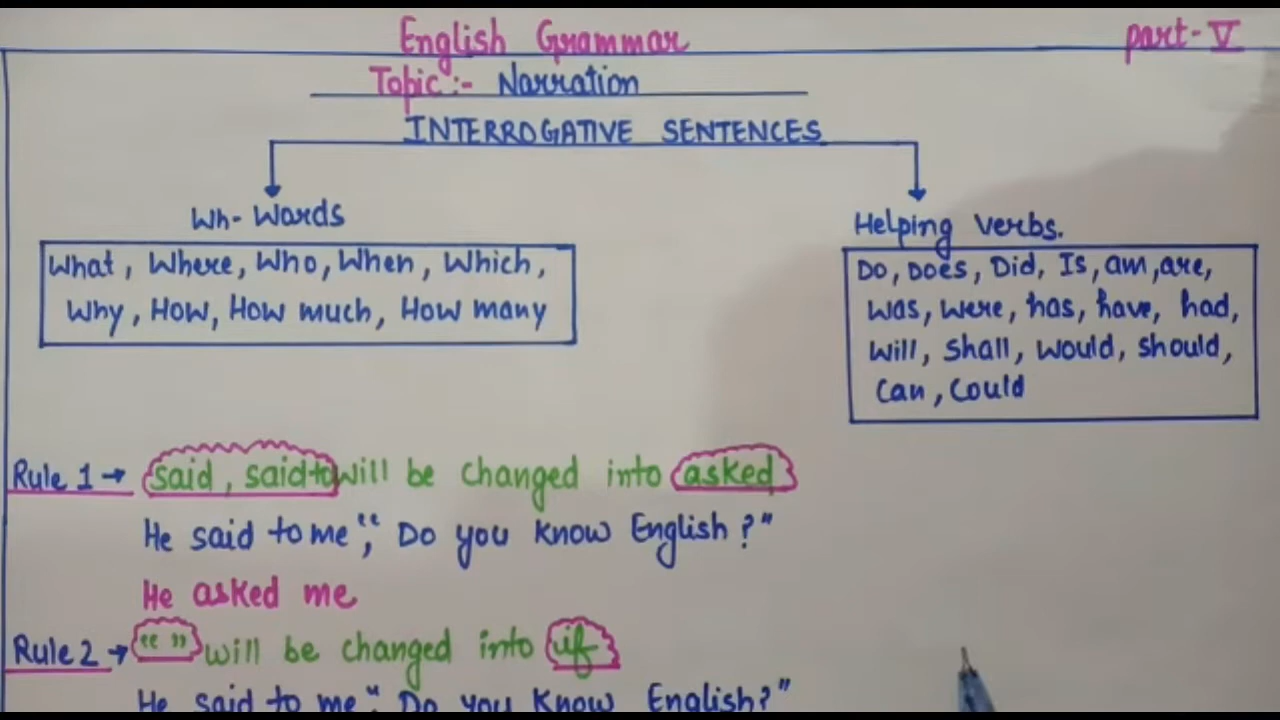 English Grammar
part-V
Topic:- Narration
INTERROGATIVE SENTENCES
Wh-Words
What, Where, Who, When, Which,
Why, How, How much, How many
Helping verbs.
Do, Does, Did, Is, am, are,
was, were, has, have, had,
will, shall, would, should,
Can, Could
Rule 1→ said, said to will be changed into asked
He said to me “, Do you know English ?”
He asked me
Rule 2→ “ ” will be changed into if
He said to me “ Do you know English?”